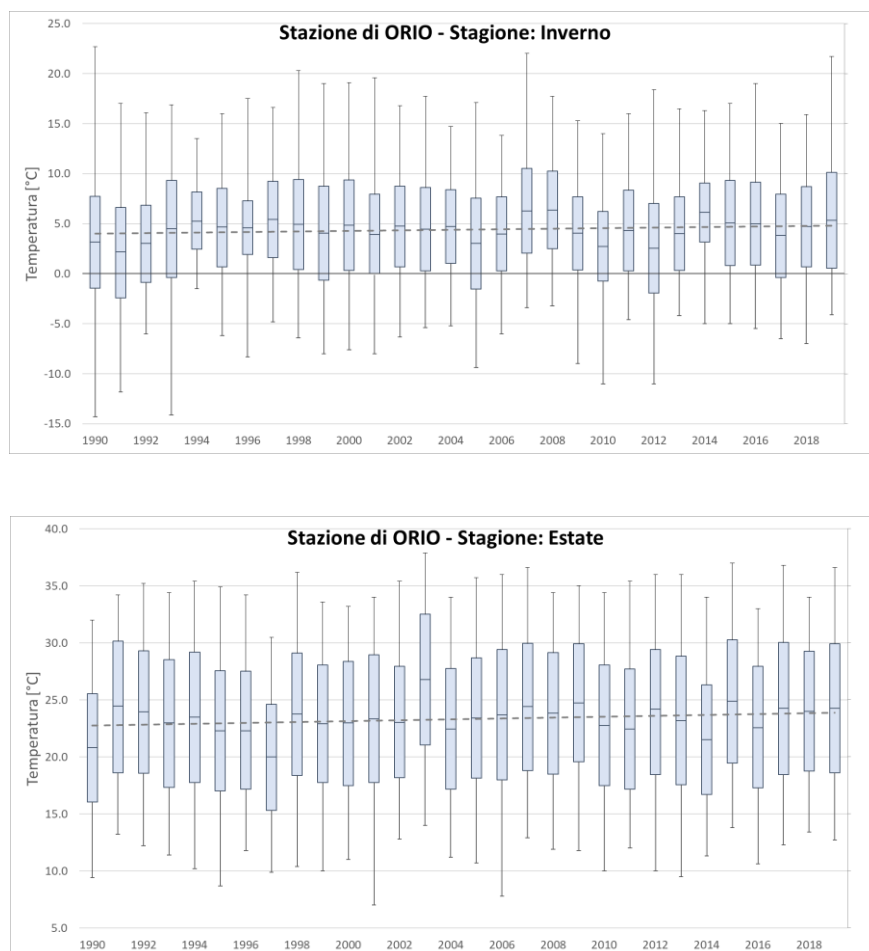 Stazione di ORIO - Stagione: Inverno
25.0
20.0
15.0
10.0
5.0
0.0
-5.0
-10.0
-15.0
Temperatura [°C]
1990 1992 1994 1996 1998 2000 2002 2004 2006 2008 2010 2012 2014 2016 2018
Stazione di ORIO - Stagione: Estate
40.0
35.0
30.0
25.0
20.0
15.0
10.0
5.0
Temperatura [°C]
1990 1992 1994 1996 1998 2000 2002 2004 2006 2008 2010 2012 2014 2016 2018